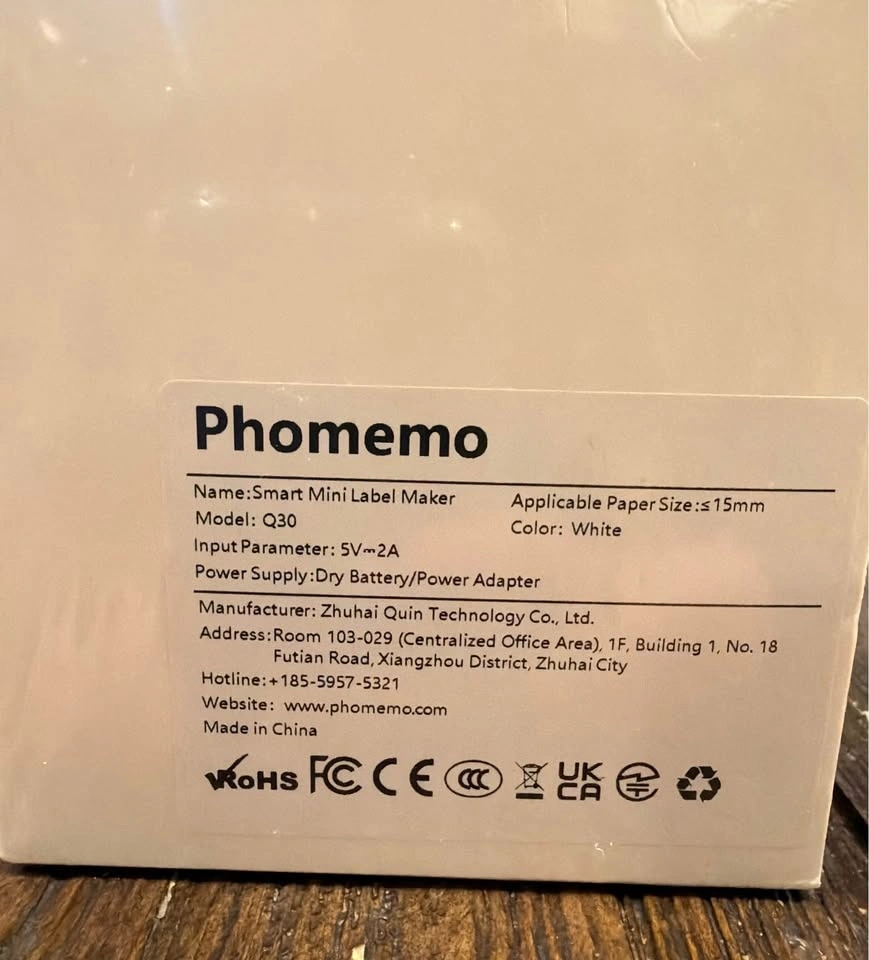 Phomemo
Name:Smart Mini Label Maker
Applicable Paper Size:≤15mm
Model: Q30
Color: White
Input Parameter: 5V⎓2A
Power Supply:Dry Battery/Power Adapter
Manufacturer: Zhuhai Quin Technology Co., Ltd.
Address:Room 103-029 (Centralized Office Area), 1F, Building 1, No. 18
Futian Road, Xiangzhou District, Zhuhai City
Hotline:+185-5957-5321
Website: www.phomemo.com
Made in China
RoHS FC CE CCC UK
CA